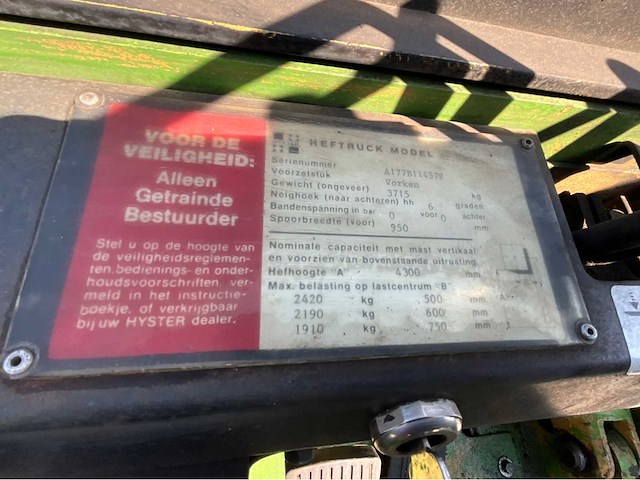 VOOR DE
VEILIGHEID:
Alleen
Getrainde
Bestuurder
Stel u op de hoogte van
de veiligheidsreglemen-
ten, bedienings- en onder-
houdsvoorschriften, ver-
meld in het instructie-
boekje, of verkrijgbaar
bij uw HYSTER dealer.
HEFTRUCK MODEL
Serienummer
Voorzetstuk Vorken
Gewicht (ongeveer) 3715 kg
Neighoek (naar achteren) hh 6 graden
Bandenspanning in bar 0 voor 0 achter
Spoorbreedte (voor) 950 mm
Nominale capaciteit met mast vertikaal
en voorzien van bovenstaande uitrusting.
Hefhoogte "A" 4300 mm
Max. belasting op lastcentrum "B"
2420 kg 500 mm
2190 kg 600 mm
1910 kg 750 mm